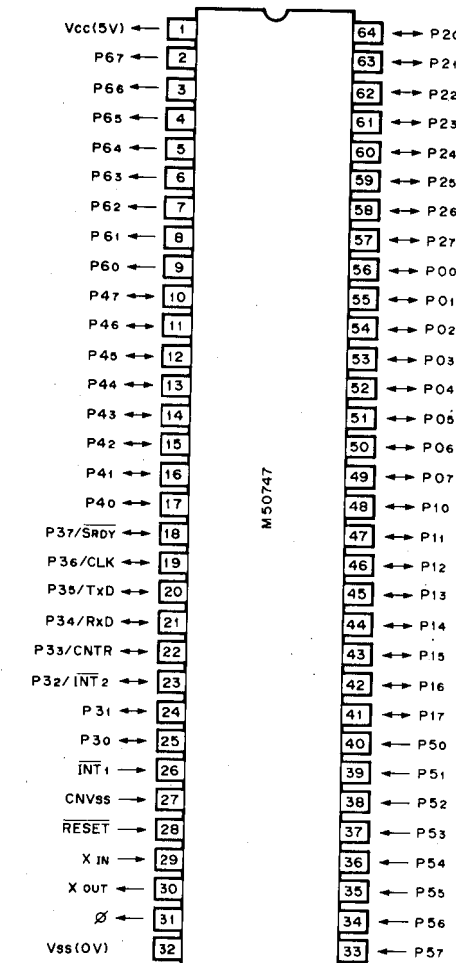 Vcc(5V) 1 64 P20
P67 2 63 P21
P66 3 62 P22
P65 4 61 P23
P64 5 60 P24
P63 6 59 P25
P62 7 58 P26
P61 8 57 P27
P60 9 56 P00
P47 10 55 P01
P46 11 54 P02
P45 12 53 P03
P44 13 52 P04
P43 14 51 P05
P42 15 50 P06
P41 16 49 P07
P40 17 48 P10
P37/SRDY 18 47 P11
P36/CLK 19 46 P12
P35/TxD 20 45 P13
P34/RxD 21 44 P14
P33/CNTR 22 43 P15
P32/INT2 23 42 P16
P31 24 41 P17
P30 25 40 P50
INT1 26 39 P51
CNVss 27 38 P52
RESET 28 37 P53
X IN 29 36 P54
X OUT 30 35 P55
Ø 31 34 P56
Vss(0V) 32 33 P57
M50747